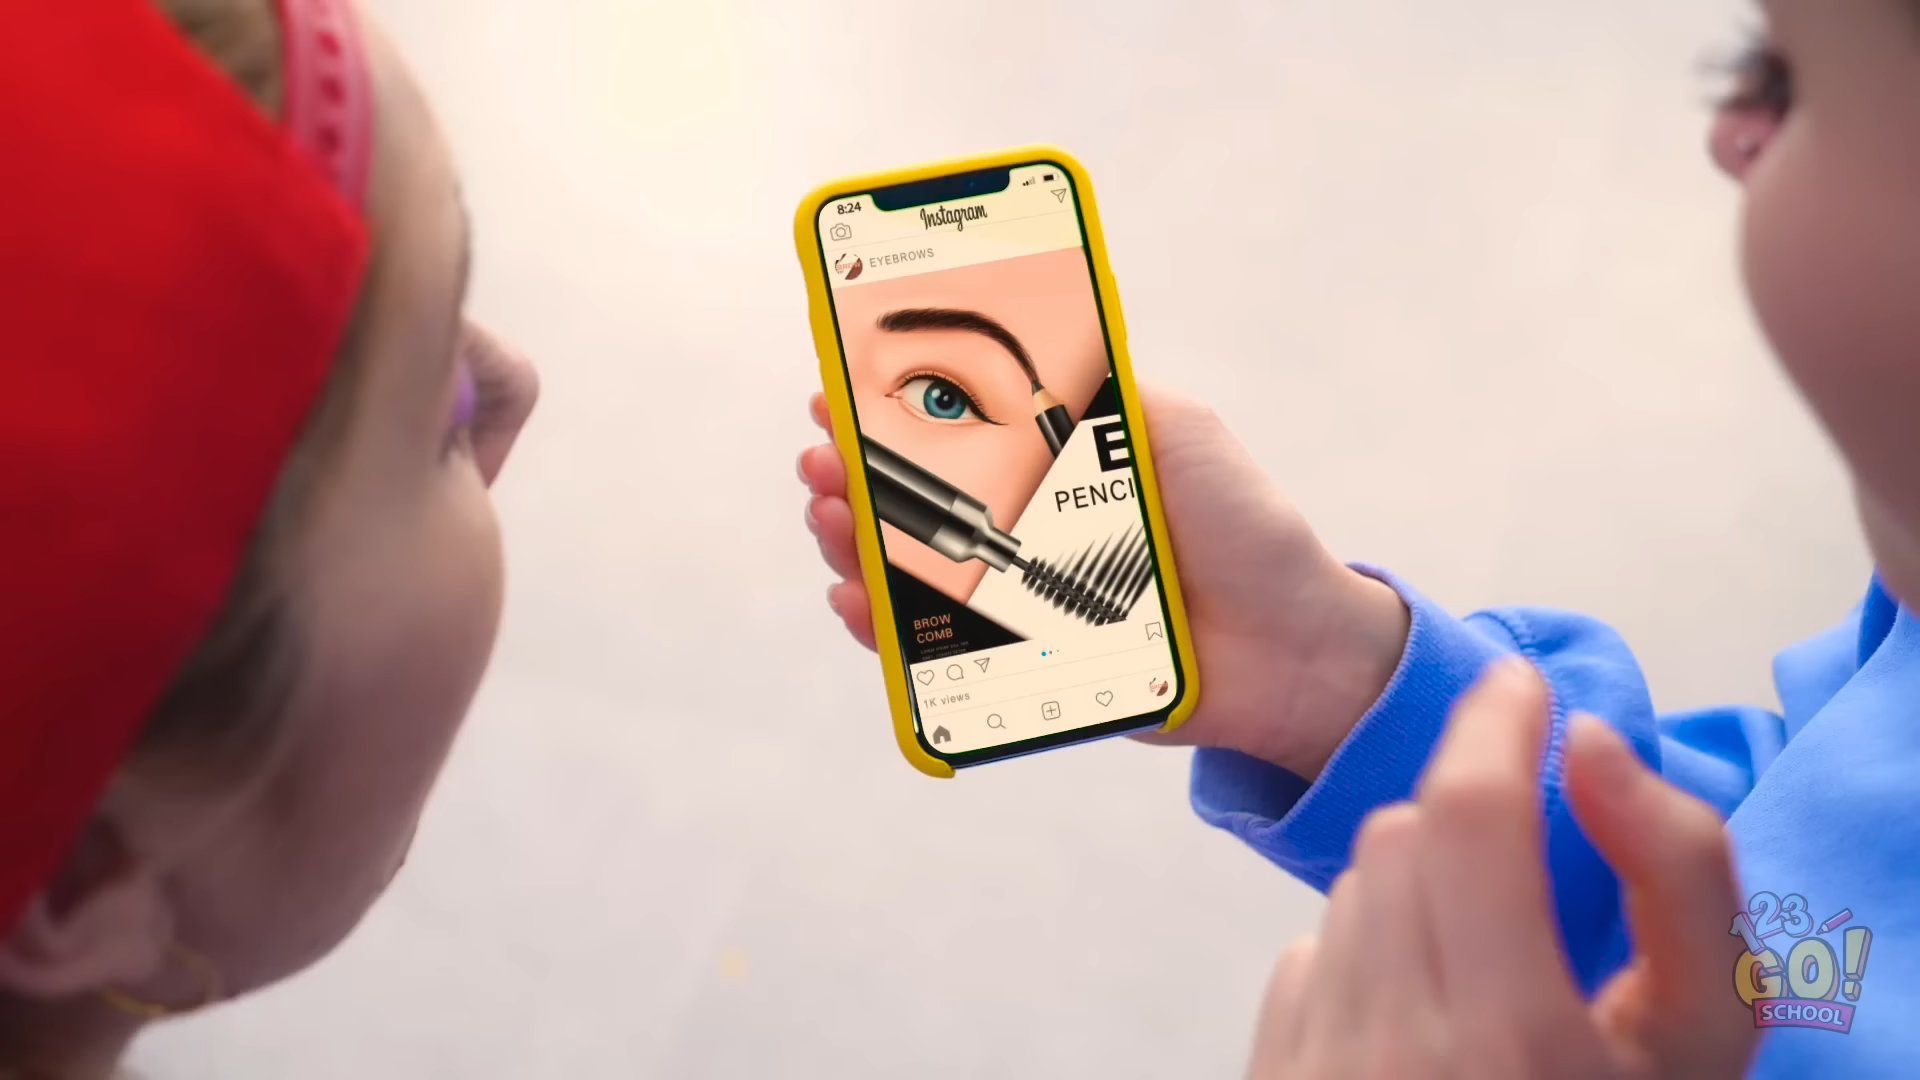 8:24
Instagram
EYEBROWS
E
PENCI
BROW
COMB
1K views
123
GO!
SCHOOL